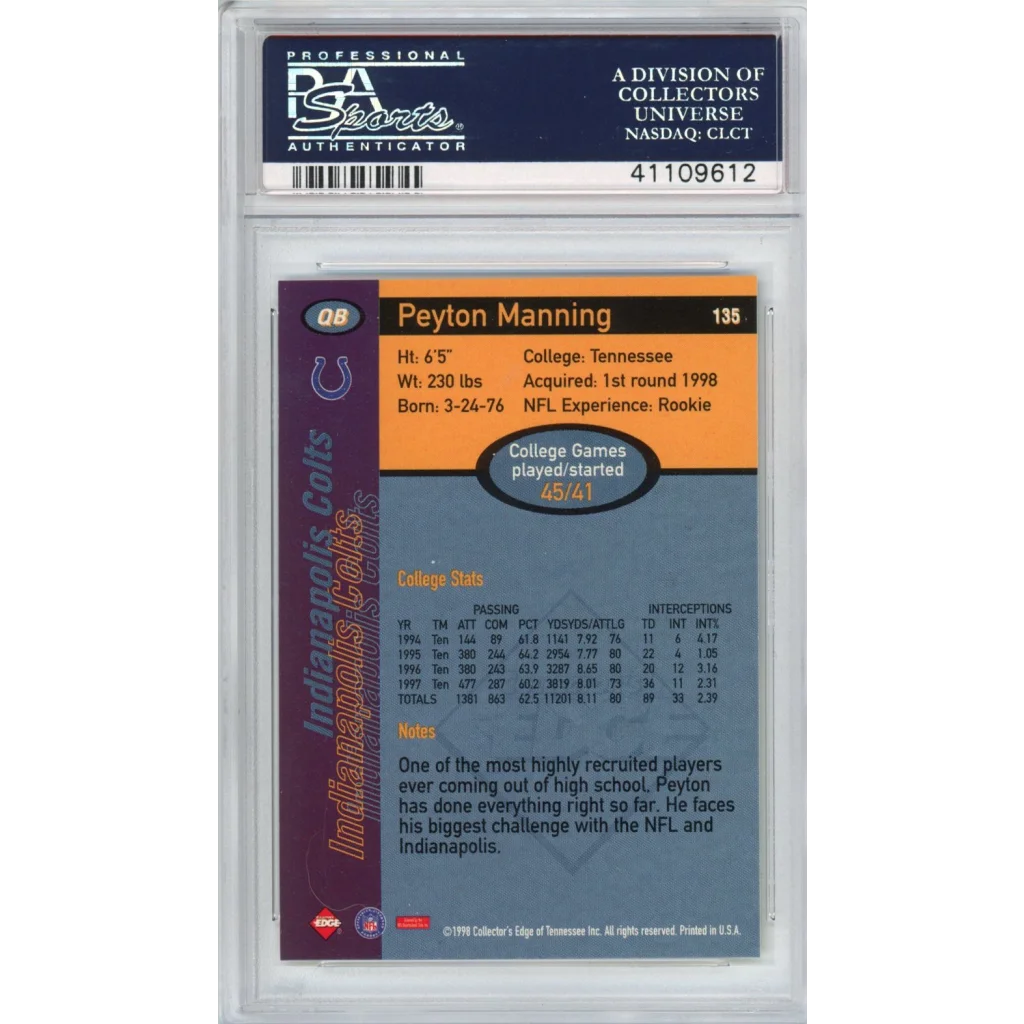 PROFESSIONAL
PSA
Sports®
AUTHENTICATOR
A DIVISION OF
COLLECTORS
UNIVERSE
NASDAQ: CLCT
41109612
QB
Peyton Manning 135
Ht: 6'5"
Wt: 230 lbs
Born: 3-24-76
College: Tennessee
Acquired: 1st round 1998
NFL Experience: Rookie
College Games
played/started
45/41
Indianapolis Colts
Indianapolis Colts
Indianapolis Colts
College Stats
PASSING INTERCEPTIONS
YR TM ATT COM PCT YDS YDS/ATT LG TD INT INT%
1994 Ten 144 89 61.8 1141 7.92 76 11 6 4.17
1995 Ten 380 244 64.2 2954 7.77 80 22 4 1.05
1996 Ten 380 243 63.9 3287 8.65 80 20 12 3.16
1997 Ten 477 287 60.2 3819 8.01 73 36 11 2.31
TOTALS 1381 863 62.5 11201 8.11 80 89 33 2.39
Notes
One of the most highly recruited players
ever coming out of high school, Peyton
has done everything right so far. He faces
his biggest challenge with the NFL and
Indianapolis.
EDGE
NFL
©1998 Collector's Edge of Tennessee Inc. All rights reserved. Printed in U.S.A.